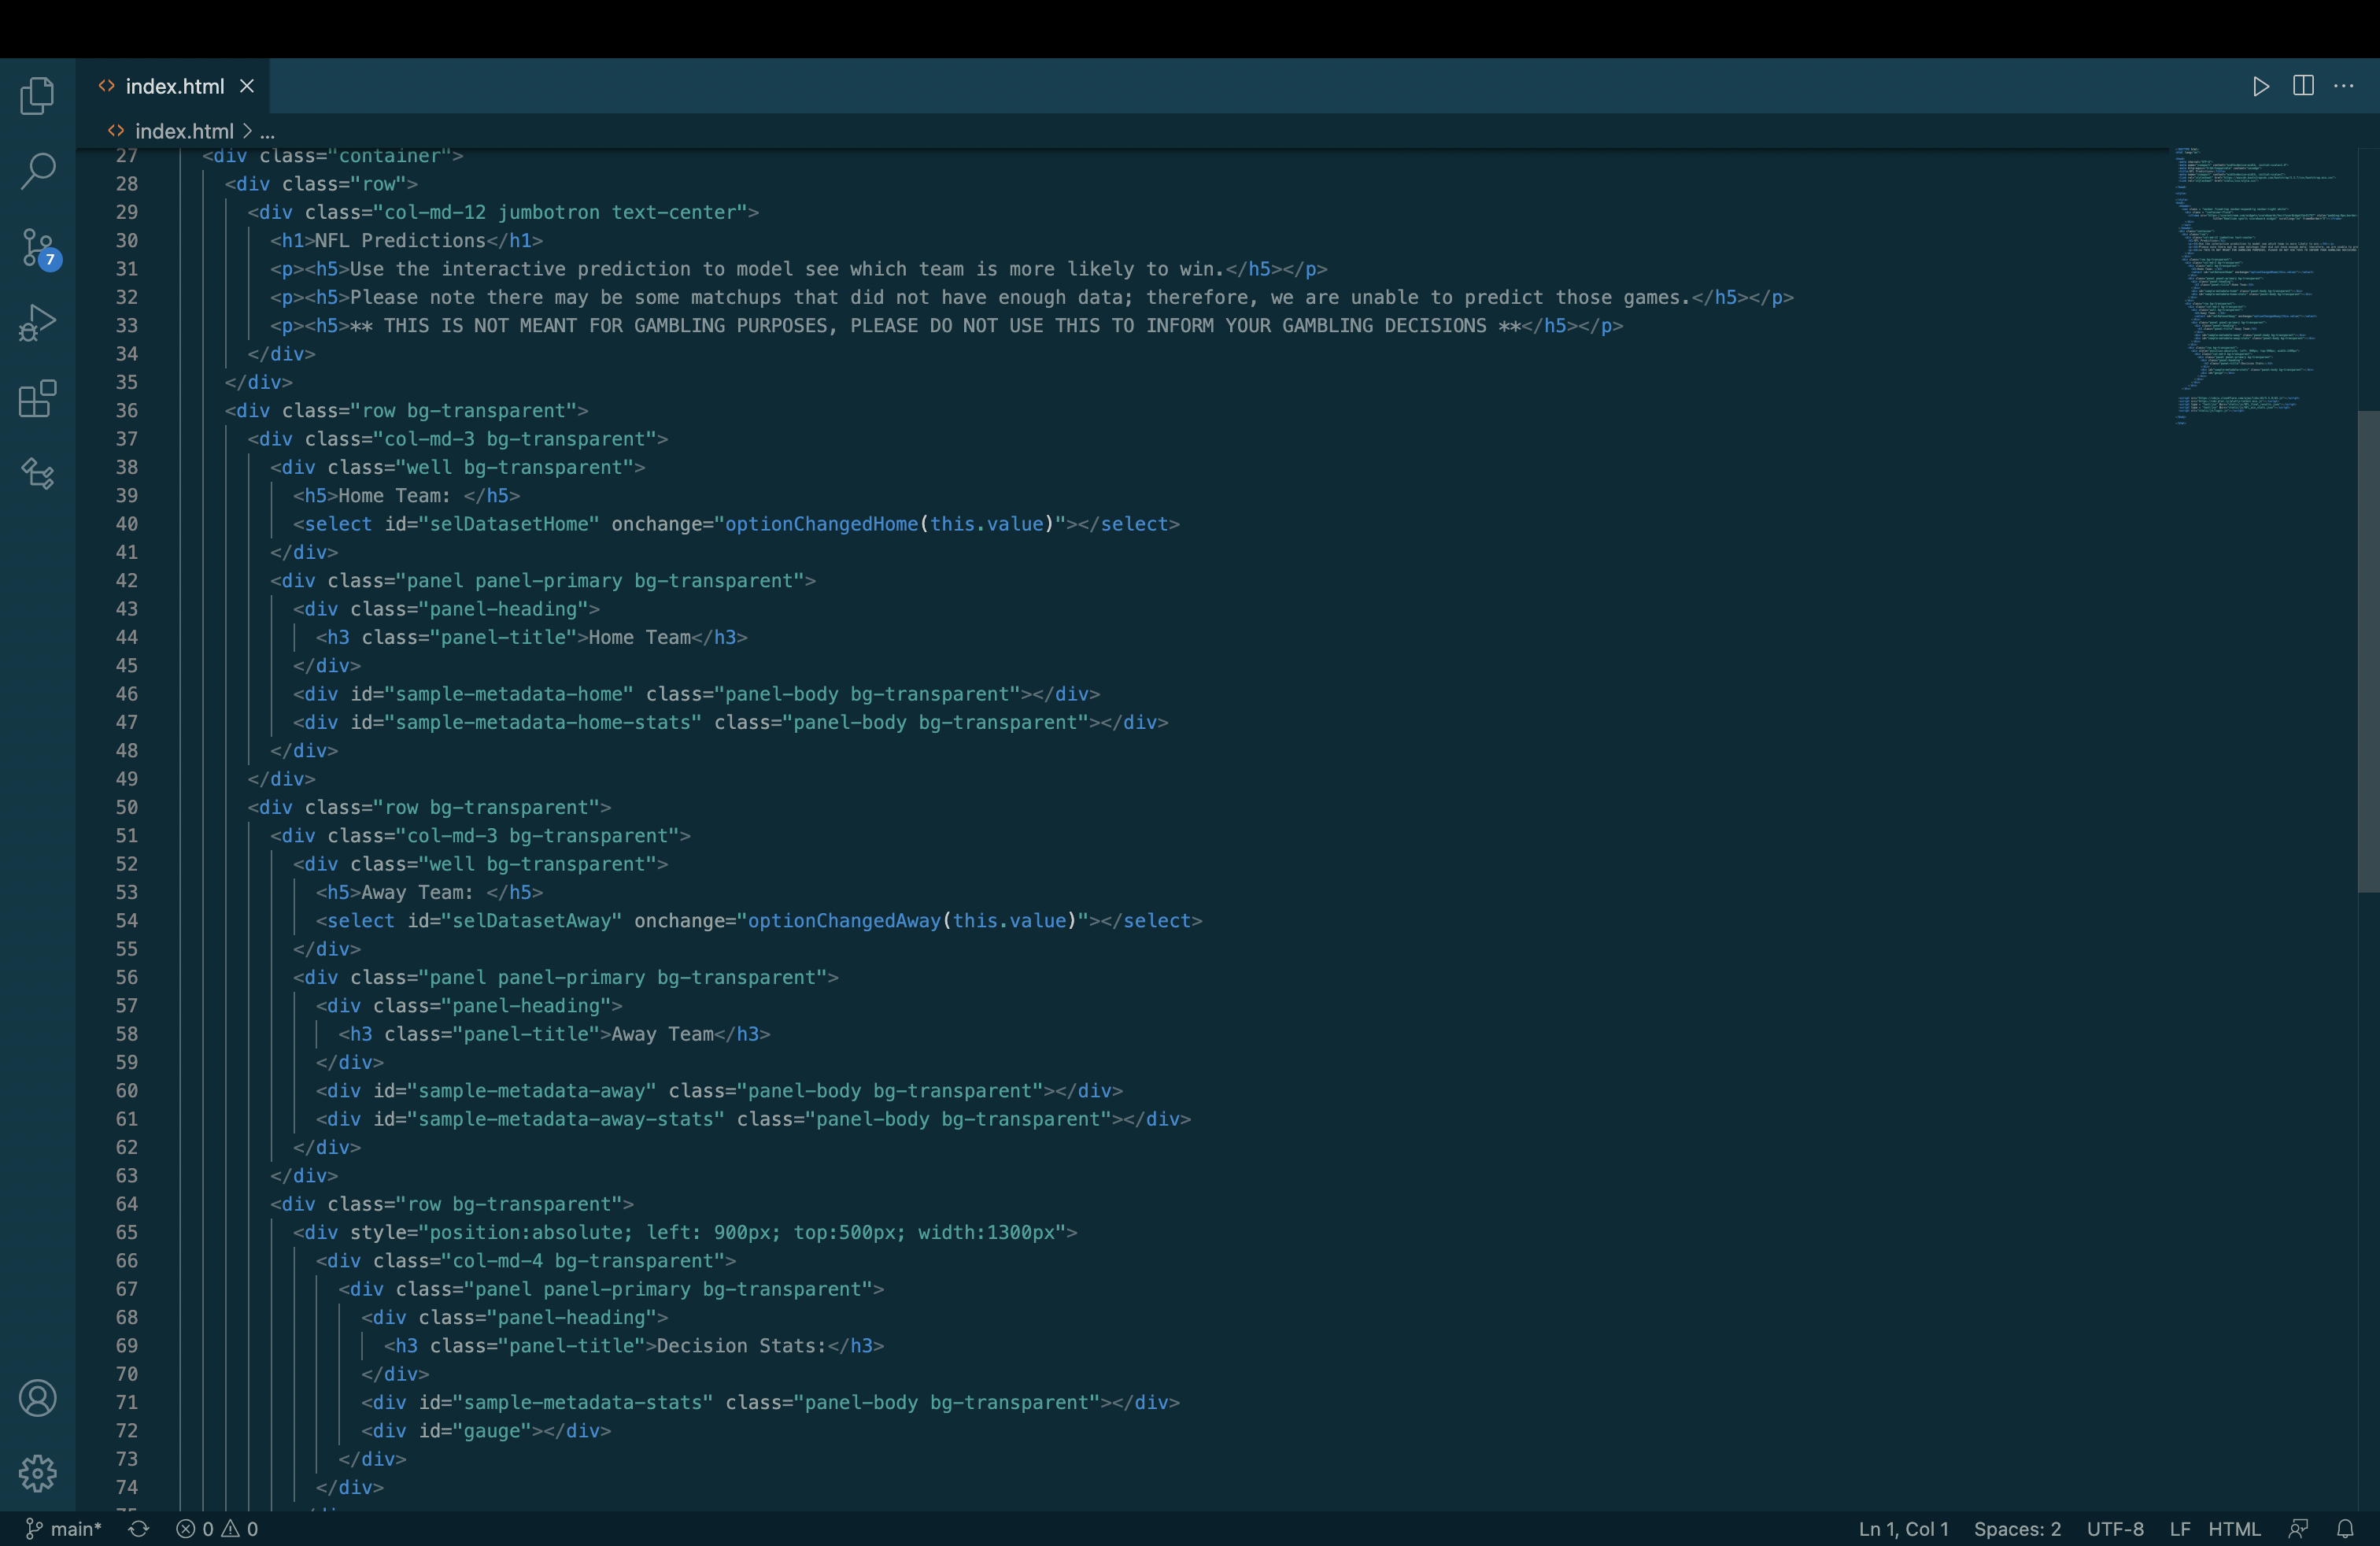 index.html
index.html > ...
27 <div class="container">
28 <div class="row">
29 <div class="col-md-12 jumbotron text-center">
30 <h1>NFL Predictions</h1>
31 <p><h5>Use the interactive prediction to model see which team is more likely to win.</h5></p>
32 <p><h5>Please note there may be some matchups that did not have enough data; therefore, we are unable to predict those games.</h5></p>
33 <p><h5>** THIS IS NOT MEANT FOR GAMBLING PURPOSES, PLEASE DO NOT USE THIS TO INFORM YOUR GAMBLING DECISIONS **</h5></p>
34 </div>
35 </div>
36 <div class="row bg-transparent">
37 <div class="col-md-3 bg-transparent">
38 <div class="well bg-transparent">
39 <h5>Home Team: </h5>
40 <select id="selDatasetHome" onchange="optionChangedHome(this.value)"></select>
41 </div>
42 <div class="panel panel-primary bg-transparent">
43 <div class="panel-heading">
44 <h3 class="panel-title">Home Team</h3>
45 </div>
46 <div id="sample-metadata-home" class="panel-body bg-transparent"></div>
47 <div id="sample-metadata-home-stats" class="panel-body bg-transparent"></div>
48 </div>
49 </div>
50 <div class="row bg-transparent">
51 <div class="col-md-3 bg-transparent">
52 <div class="well bg-transparent">
53 <h5>Away Team: </h5>
54 <select id="selDatasetAway" onchange="optionChangedAway(this.value)"></select>
55 </div>
56 <div class="panel panel-primary bg-transparent">
57 <div class="panel-heading">
58 <h3 class="panel-title">Away Team</h3>
59 </div>
60 <div id="sample-metadata-away" class="panel-body bg-transparent"></div>
61 <div id="sample-metadata-away-stats" class="panel-body bg-transparent"></div>
62 </div>
63 </div>
64 <div class="row bg-transparent">
65 <div style="position:absolute; left: 900px; top:500px; width:1300px">
66 <div class="col-md-4 bg-transparent">
67 <div class="panel panel-primary bg-transparent">
68 <div class="panel-heading">
69 <h3 class="panel-title">Decision Stats:</h3>
70 </div>
71 <div id="sample-metadata-stats" class="panel-body bg-transparent"></div>
72 <div id="gauge"></div>
73 </div>
74 </div>
7
main* 0 0 Ln 1, Col 1 Spaces: 2 UTF-8 LF HTML